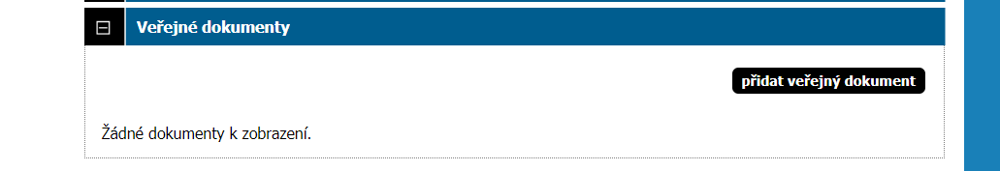 Veřejné dokumenty
přidat veřejný dokument
Žádné dokumenty k zobrazení.